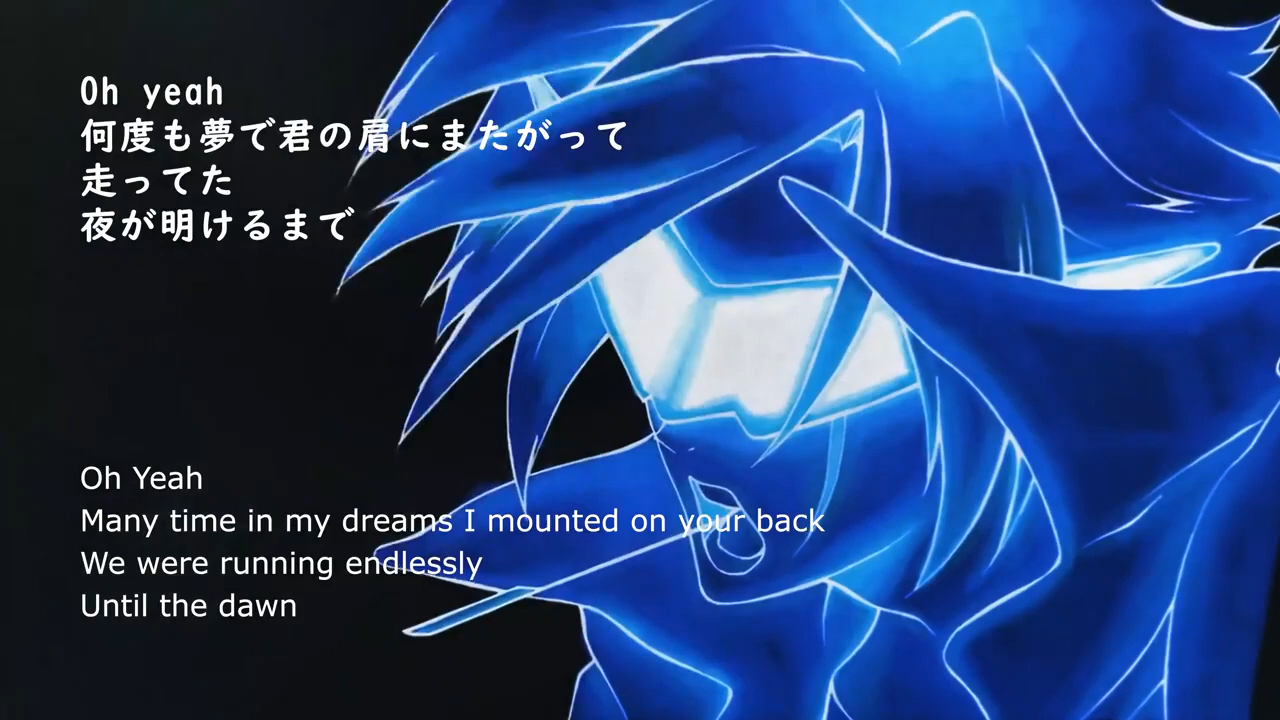 Oh yeah
何度も夢で君の肩にまたがって
走ってた
夜が明けるまで
Oh Yeah
Many time in my dreams I mounted on your back
We were running endlessly
Until the dawn